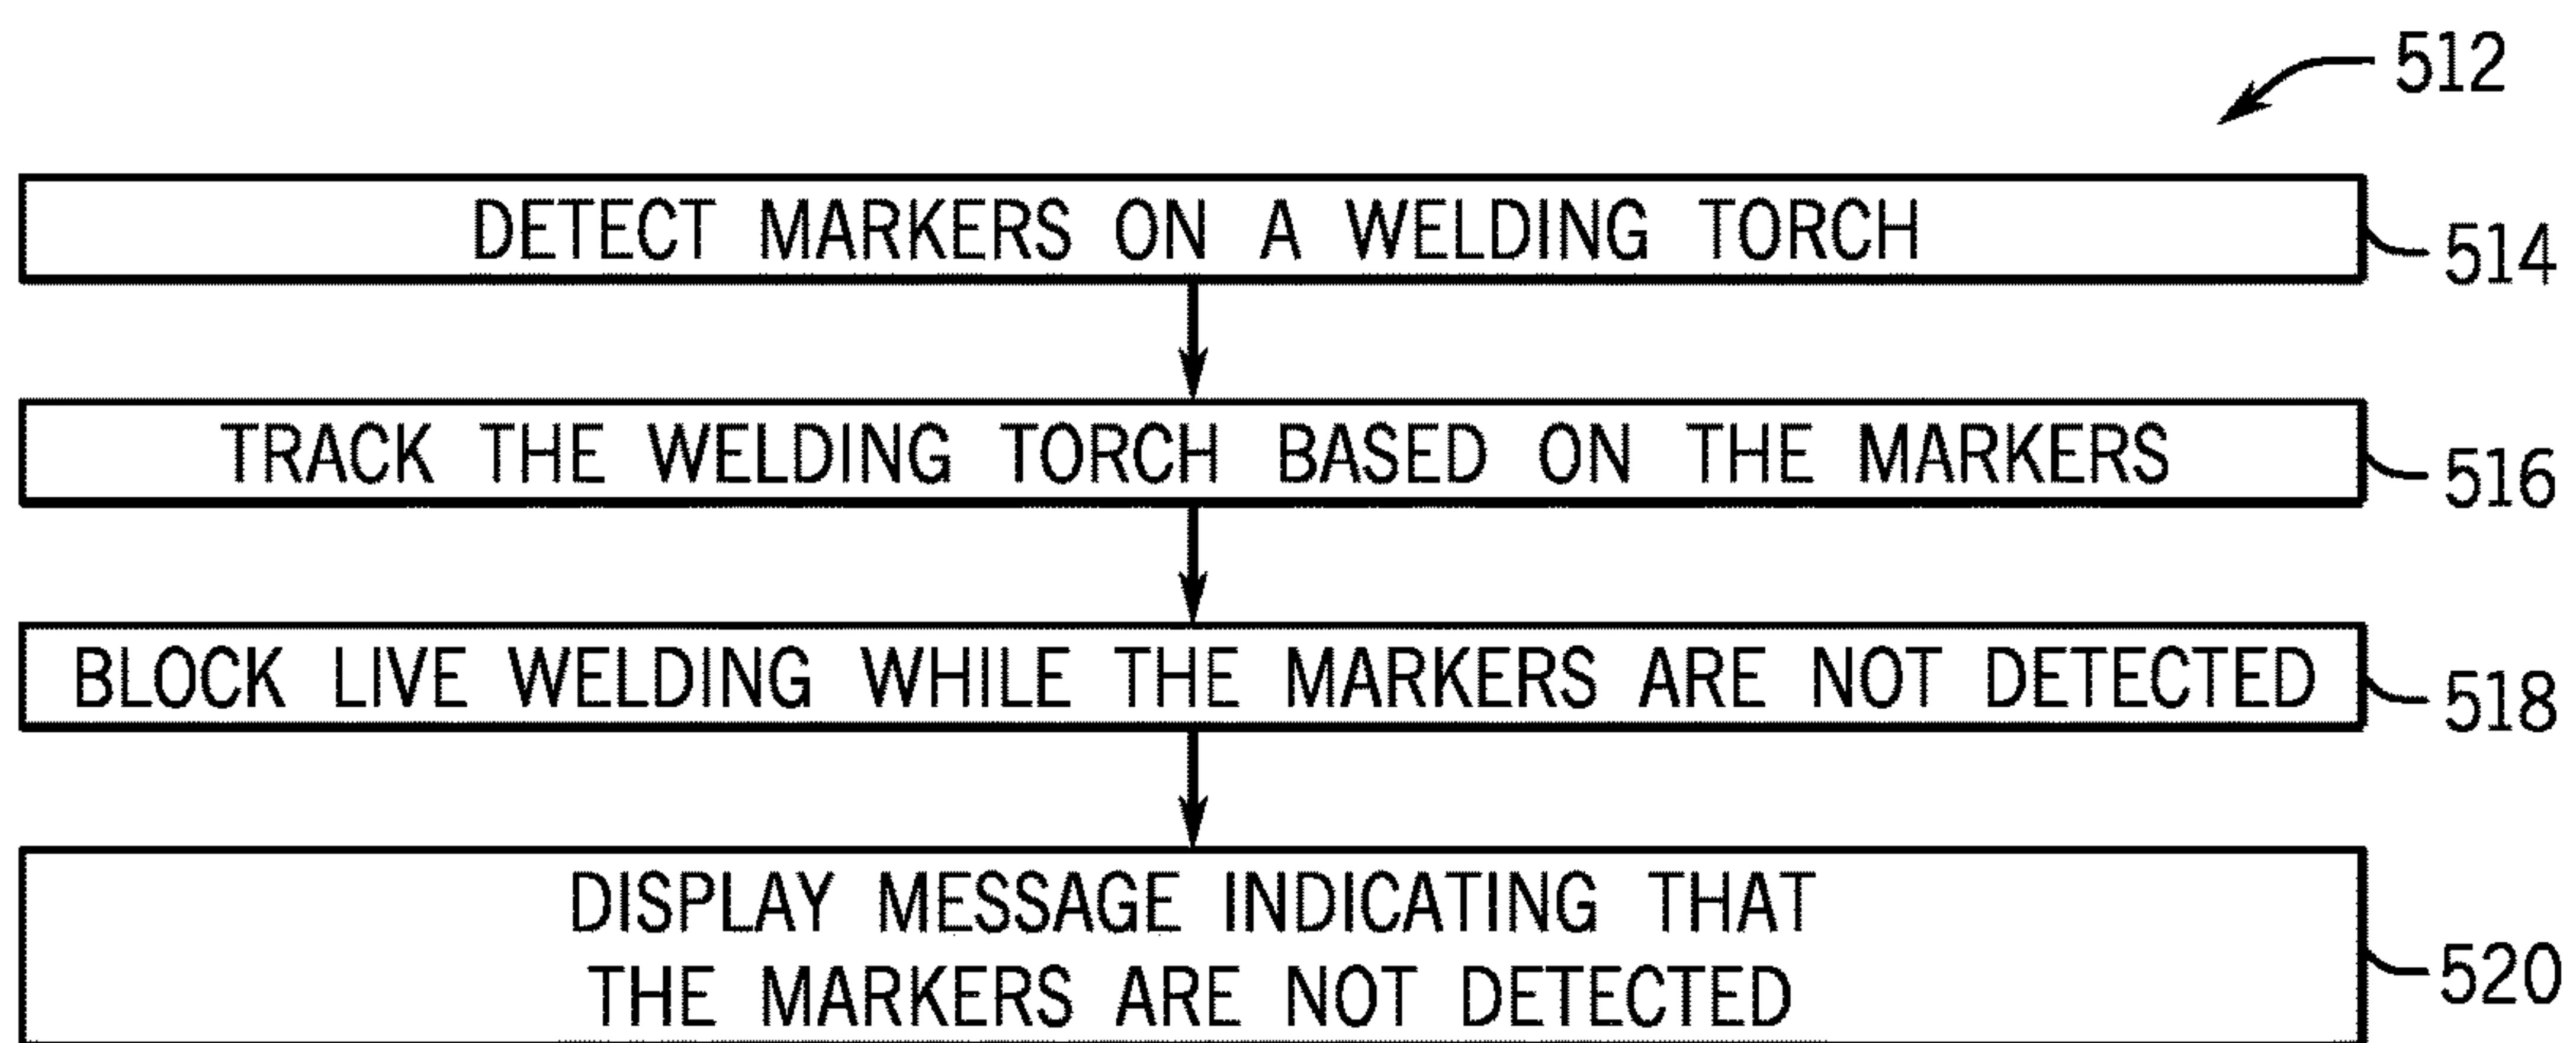 512
DETECT MARKERS ON A WELDING TORCH
514
TRACK THE WELDING TORCH BASED ON THE MARKERS
516
BLOCK LIVE WELDING WHILE THE MARKERS ARE NOT DETECTED
518
DISPLAY MESSAGE INDICATING THAT
THE MARKERS ARE NOT DETECTED
520